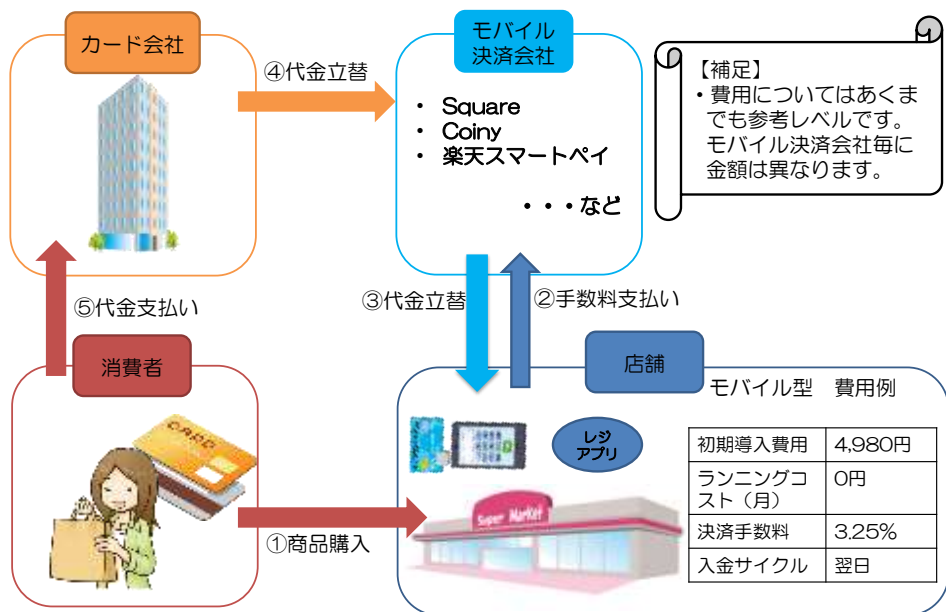 カード会社
④代金立替
モバイル
決済会社
・ Square
・ Coiny
・ 楽天スマートペイ
・・・など
【補足】
・費用についてはあくま
でも参考レベルです。
モバイル決済会社毎に
金額は異なります。
⑤代金支払い
③代金立替
②手数料支払い
消費者
CARD
①商品購入
店舗
モバイル型 費用例
レジ
アプリ
Super Market
初期導入費用 4,980円
ランニングコ
スト（月） 0円
決済手数料 3.25%
入金サイクル 翌日